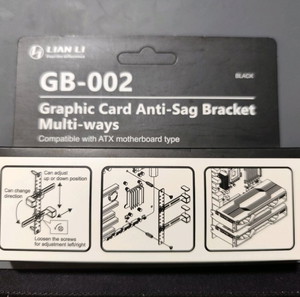 LIAN LI
BLACK
GB-002
Graphic Card Anti-Sag Bracket
Multi-ways
Compatible with ATX motherboard type
Can adjust
up or down position
Can change
direction
Loosen the screws
for adjustment left/right